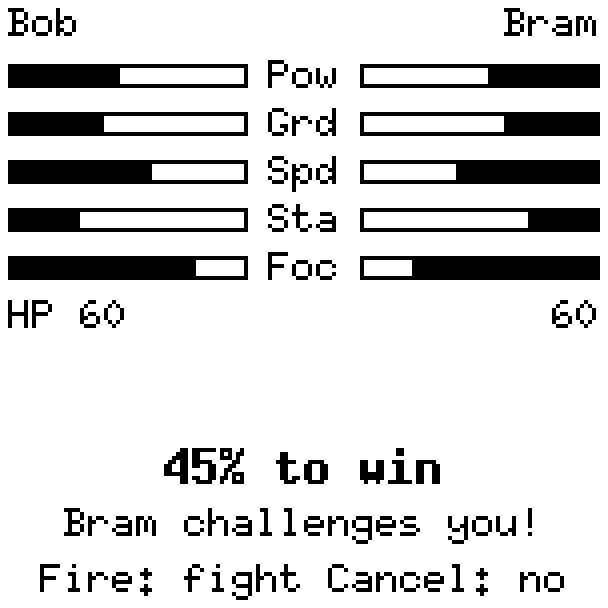 Bob Bram
Pow
Grd
Spd
Sta
Foc
HP 60 60
45% to win
Bram challenges you!
Fire: fight Cancel: no